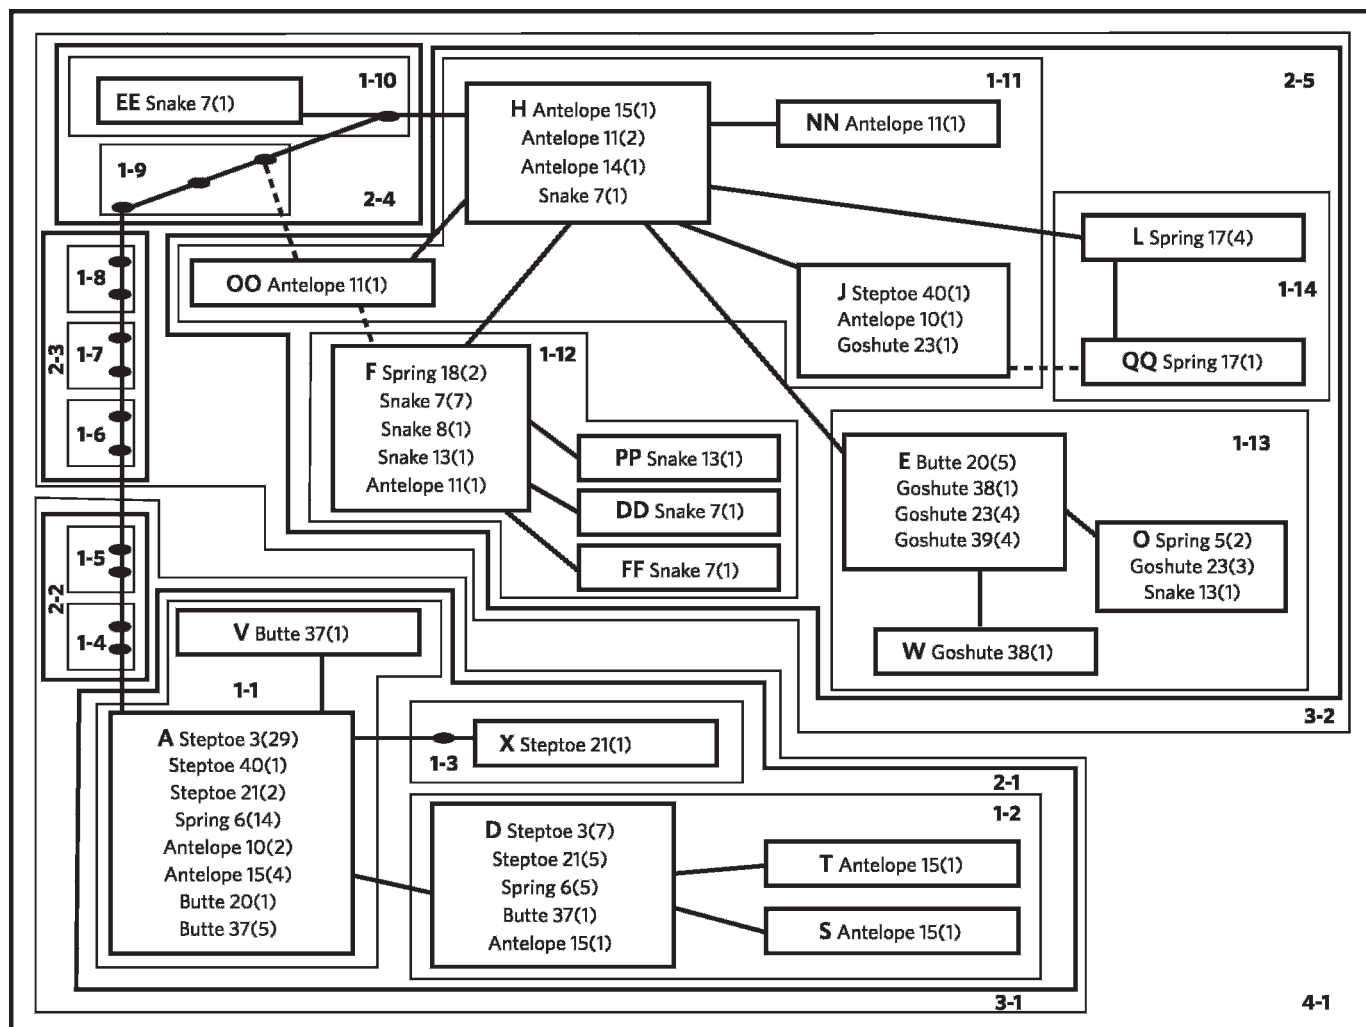 1-10
EE Snake 7(1)
1-9
2-4
1-11
2-5
H Antelope 15(1)
Antelope 11(2)
Antelope 14(1)
Snake 7(1)
NN Antelope 11(1)
L Spring 17(4)
1-14
QQ Spring 17(1)
OO Antelope 11(1)
J Steptoe 40(1)
Antelope 10(1)
Goshute 23(1)
2-3
1-8
1-7
1-6
1-12
F Spring 18(2)
Snake 7(7)
Snake 8(1)
Snake 13(1)
Antelope 11(1)
PP Snake 13(1)
DD Snake 7(1)
FF Snake 7(1)
1-13
E Butte 20(5)
Goshute 38(1)
Goshute 23(4)
Goshute 39(4)
O Spring 5(2)
Goshute 23(3)
Snake 13(1)
W Goshute 38(1)
3-2
2-2
1-5
1-4
V Butte 37(1)
1-1
A Steptoe 3(29)
Steptoe 40(1)
Steptoe 21(2)
Spring 6(14)
Antelope 10(2)
Antelope 15(4)
Butte 20(1)
Butte 37(5)
X Steptoe 21(1)
1-3
2-1
1-2
D Steptoe 3(7)
Steptoe 21(5)
Spring 6(5)
Butte 37(1)
Antelope 15(1)
T Antelope 15(1)
S Antelope 15(1)
3-1
4-1